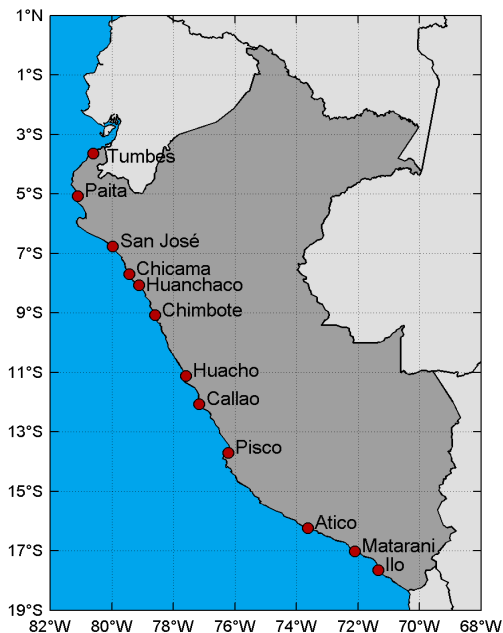 1°N
1°S
3°S
Tumbes
Paita
5°S
San José
7°S
Chicama
Huanchaco
Chimbote
9°S
Huacho
11°S
Callao
13°S
Pisco
15°S
Atico
Matarani
17°S
Ilo
19°S
82°W 80°W 78°W 76°W 74°W 72°W 70°W 68°W